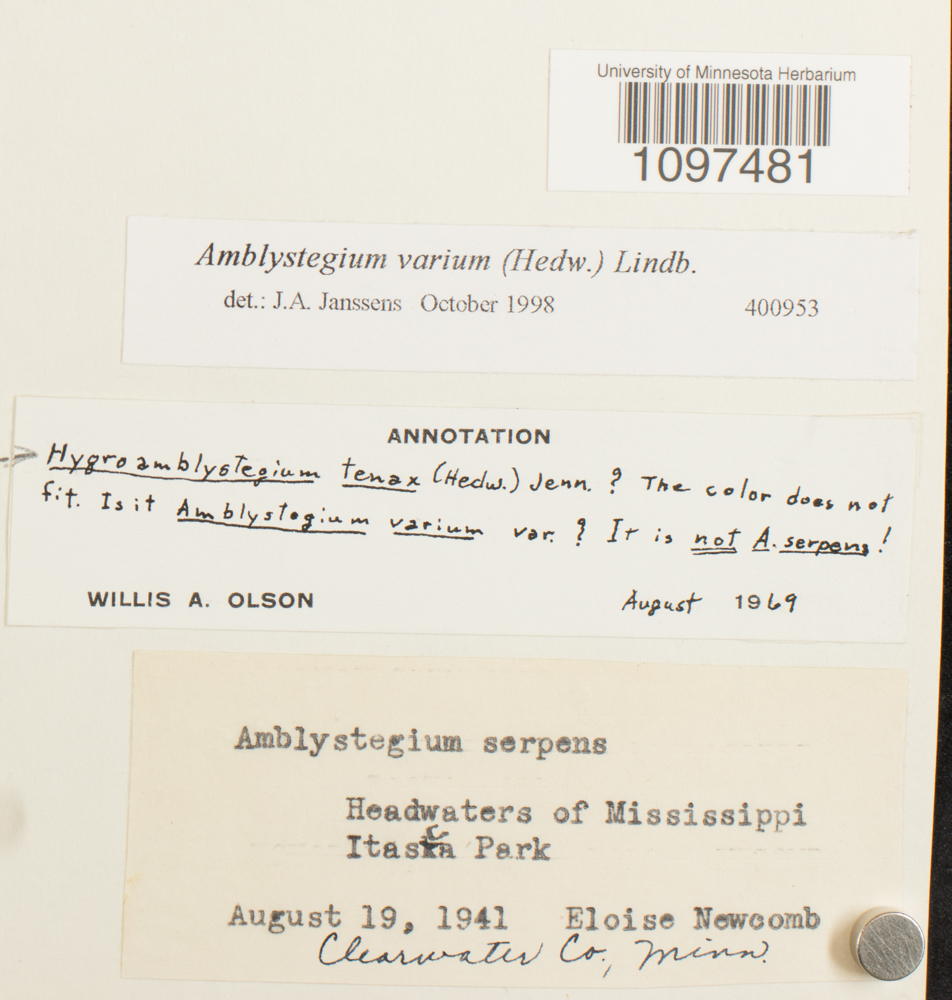 University of Minnesota Herbarium
1097481
Amblystegium varium (Hedw.) Lindb.
det.: J.A. Janssens October 1998 400953
ANNOTATION
Hygroamblystegium tenax (Hedw.) Jenn. ? The color does not
fit. Is it Amblystegium varium var. ? It is not A. serpens!
WILLIS A. OLSON August 1969
Amblystegium serpens
Headwaters of Mississippi
Itasca Park
August 19, 1941 Eloise Newcomb
Clearwater Co., Minn.